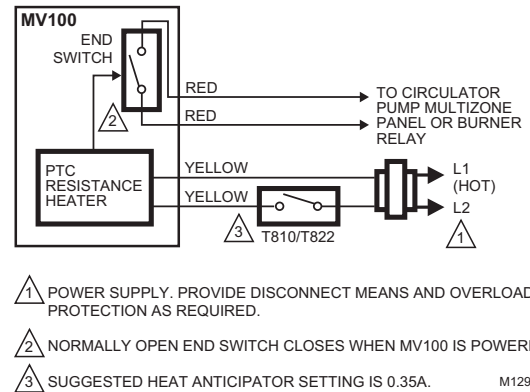 MV100
END
SWITCH
2
RED
RED
TO CIRCULATOR
PUMP MULTIZONE
PANEL OR BURNER
RELAY
PTC
RESISTANCE
HEATER
YELLOW
YELLOW
3
T810/T822
L1
(HOT)
L2
1
1 POWER SUPPLY. PROVIDE DISCONNECT MEANS AND OVERLOAD
PROTECTION AS REQUIRED.
2 NORMALLY OPEN END SWITCH CLOSES WHEN MV100 IS
3 SUGGESTED HEAT ANTICIPATOR SETTING IS 0.35A.